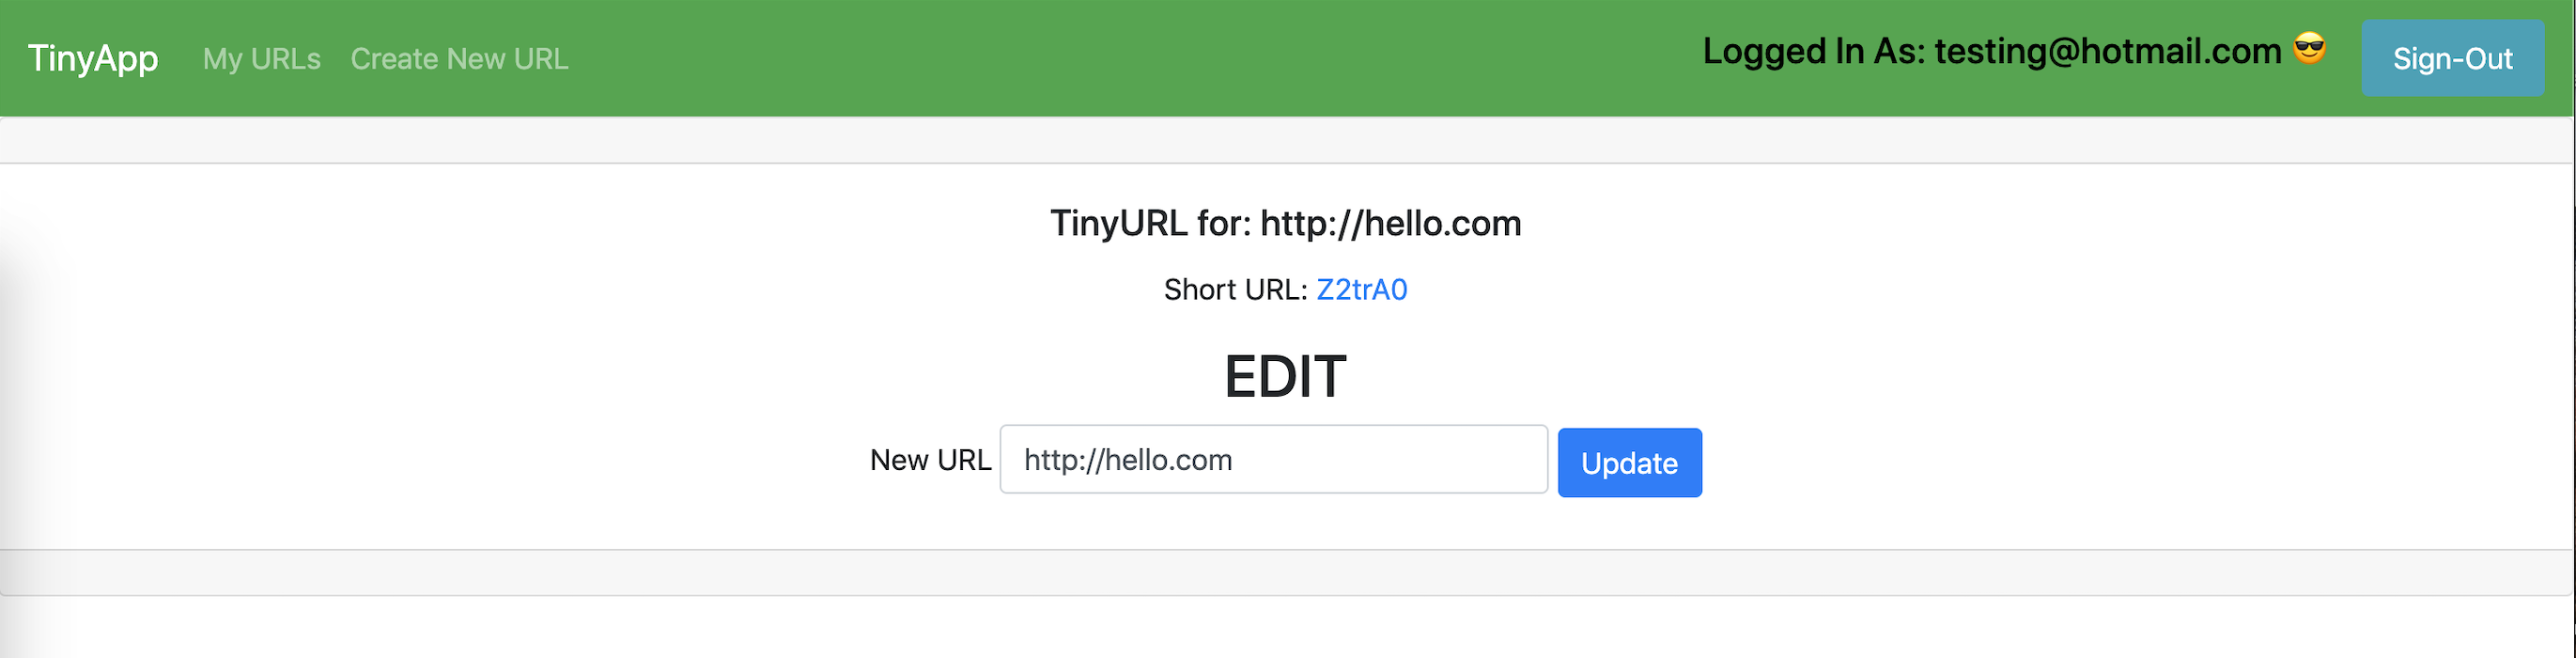 TinyApp My URLs Create New URL Logged In As: testing@hotmail.com 😎 Sign-Out
TinyURL for: http://hello.com
Short URL: Z2trA0
EDIT
New URL http://hello.com Update